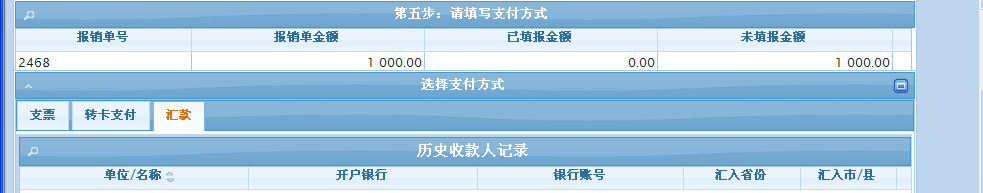 第五步：请填写支付方式
报销单号 报销单金额 已填报金额 未填报金额
2468 1 000.00 0.00 1 000.00
选择支付方式
支票 转卡支付 汇款
历史收款人记录
单位/名称 开户银行 银行账号 汇入省份 汇入市/县